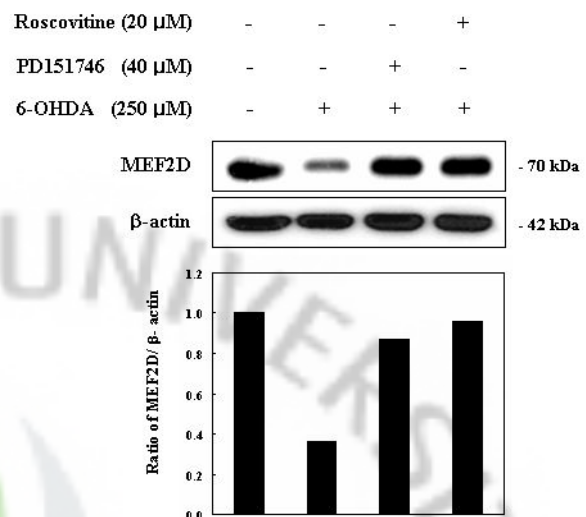 Roscovitine (20 μM) - - - +
PD151746 (40 μM) - - + -
6-OHDA (250 μM) - + + +
MEF2D - 70 kDa
β-actin - 42 kDa
UNIVERSI
Ratio of MEF2D/ β- actin
1.2
1.0
0.8
0.6
0.4
0.2
0.0